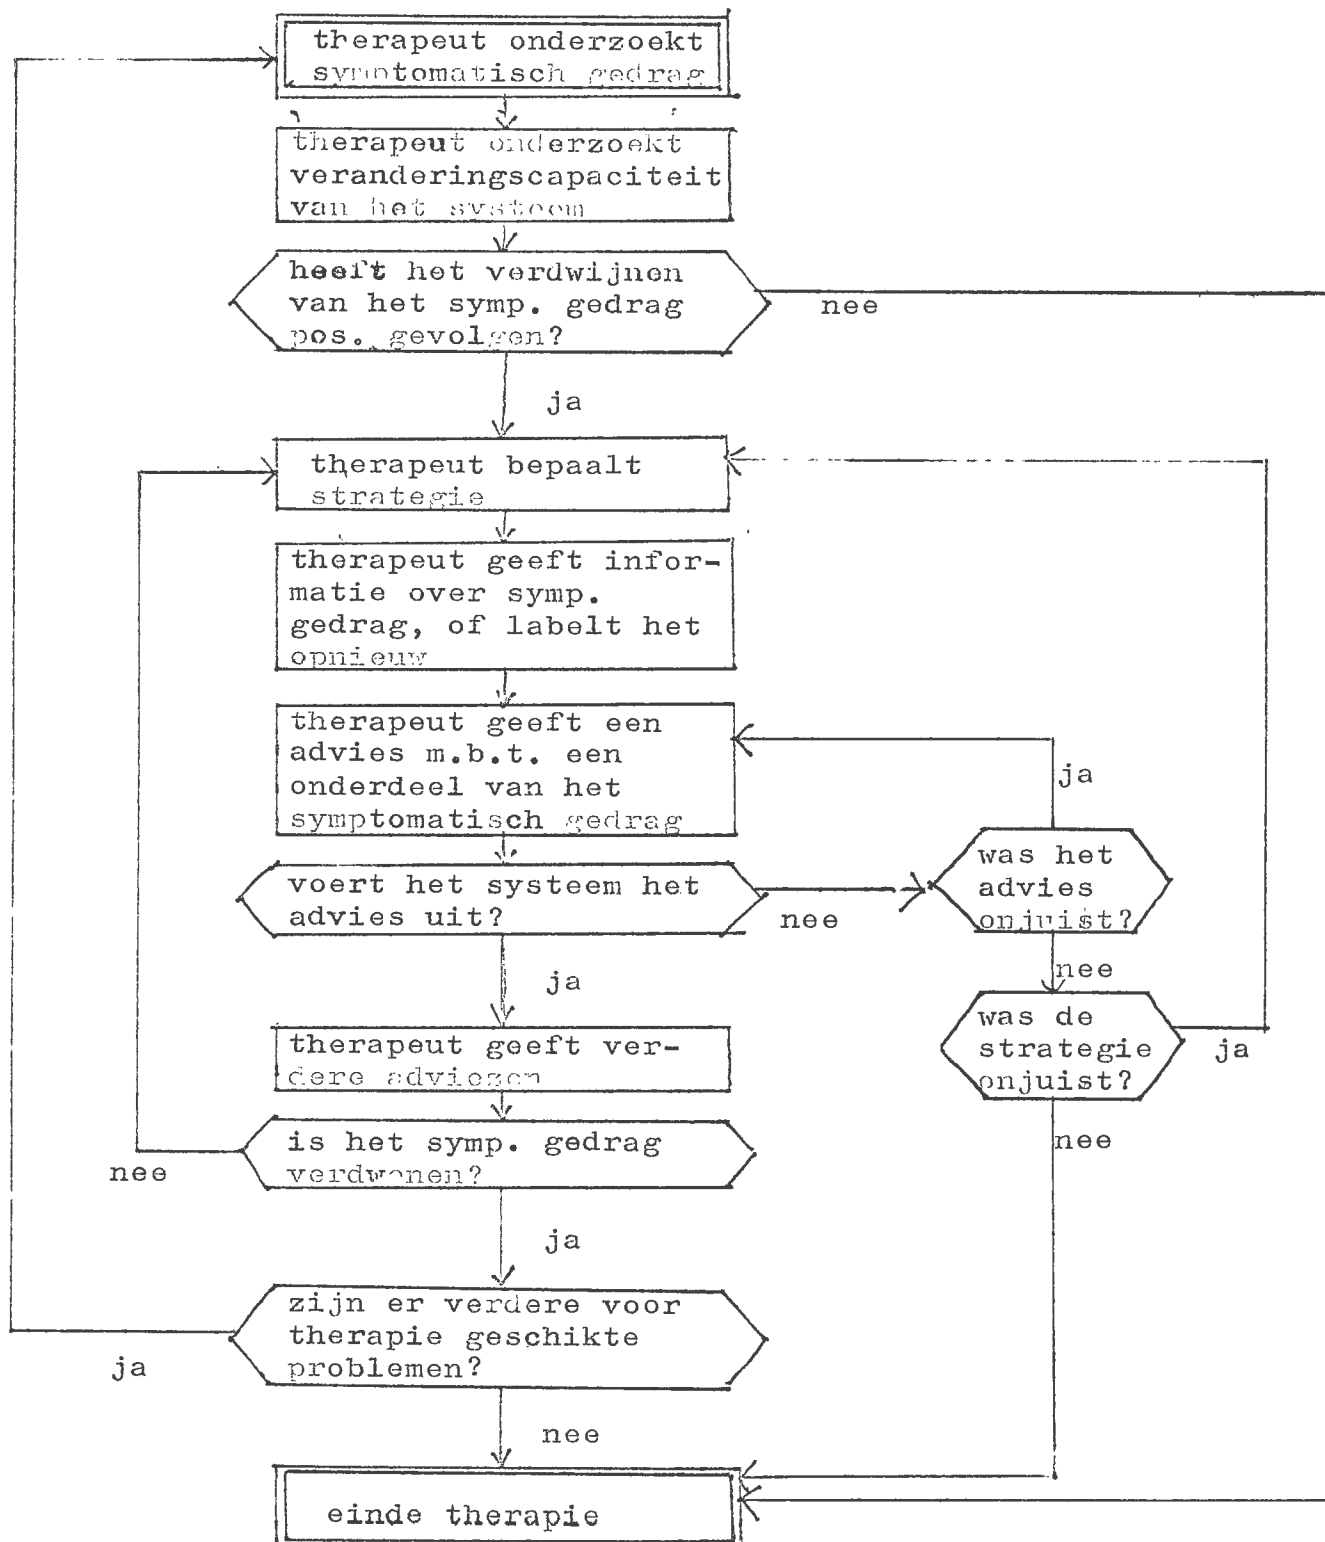 therapeut onderzoekt
symptomatisch gedrag
therapeut onderzoekt
veranderingscapaciteit
van het systeem
heeft het verdwijnen
van het symp. gedrag
pos. gevolgen?
nee
ja
therapeut bepaalt
strategie
therapeut geeft infor-
matie over symp.
gedrag, of labelt het
opnieuw
therapeut geeft een
advies m.b.t. een
onderdeel van het
symptomatisch gedrag
ja
voert het systeem het
advies uit?
nee
was het
advies
onjuist?
ja
nee
therapeut geeft ver-
dere adviezen
was de
strategie
onjuist?
ja
is het symp. gedrag
verdwenen?
nee
nee
ja
zijn er verdere voor
therapie geschikte
problemen?
ja
nee
einde therapie